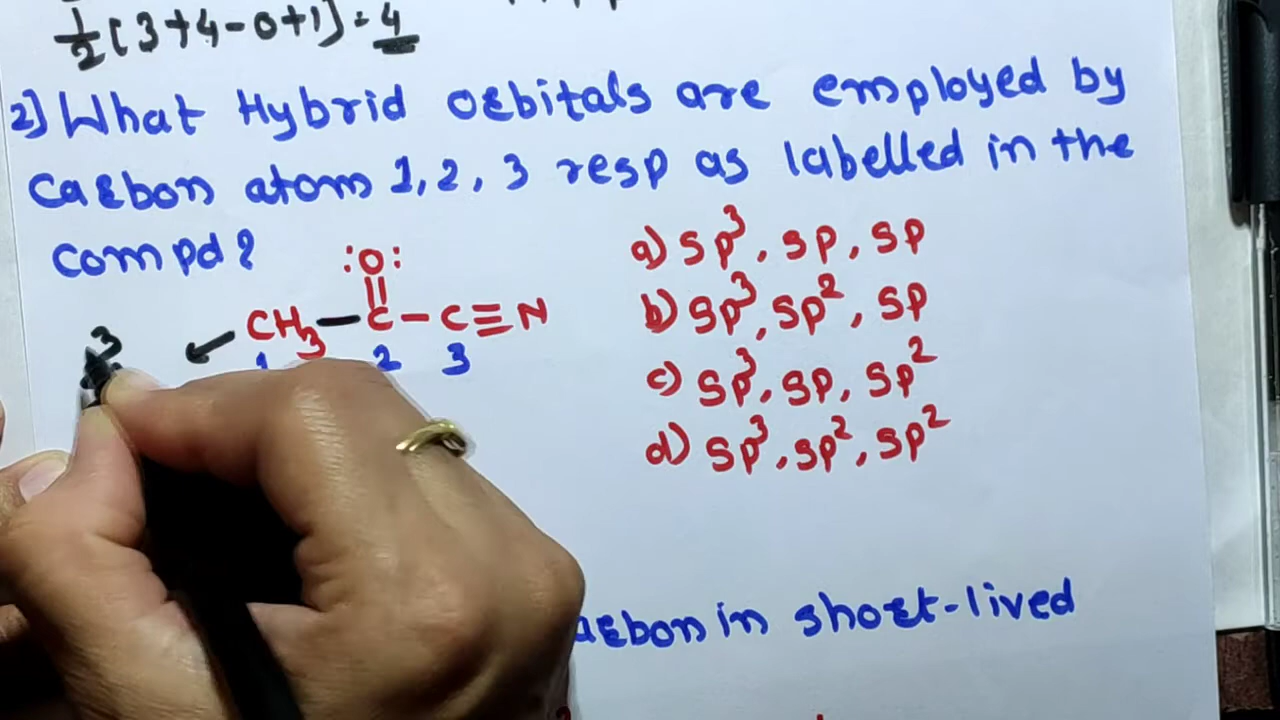 1/2 [3+4-0+1] = 4
2) What Hybrid orbitals are employed by
carbon atom 1, 2, 3 resp as labelled in the
compd?
:O:
CH3 — C — C ≡ N
1 2 3
3
a) sp³, sp, sp
b) sp³, sp², sp
c) sp³, sp, sp²
d) sp³, sp², sp²
arbon in short-lived